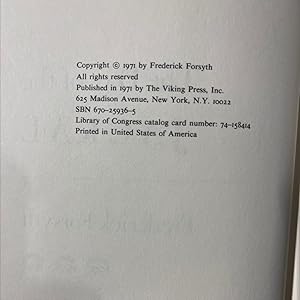 Copyright © 1971 by Frederick Forsyth
All rights reserved
Published in 1971 by The Viking Press, Inc.
625 Madison Avenue, New York, N.Y. 10022
SBN 670-25936-5
Library of Congress catalog card number: 74-158414
Printed in United States of America